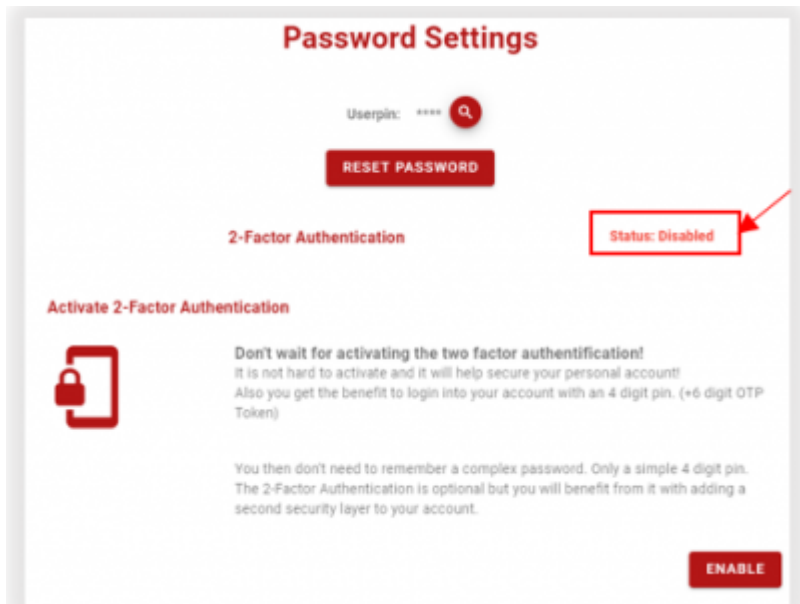 Password Settings
Userpin: ****
RESET PASSWORD
2-Factor Authentication
Status: Disabled
Activate 2-Factor Authentication
Don't wait for activating the two factor authentification!
It is not hard to activate and it will help secure your personal account!
Also you get the benefit to login into your account with an 4 digit pin. (+6 digit OTP
Token)
You then don't need to remember a complex password. Only a simple 4 digit pin.
The 2-Factor Authentication is optional but you will benefit from it with adding a
second security layer to your account.
ENABLE